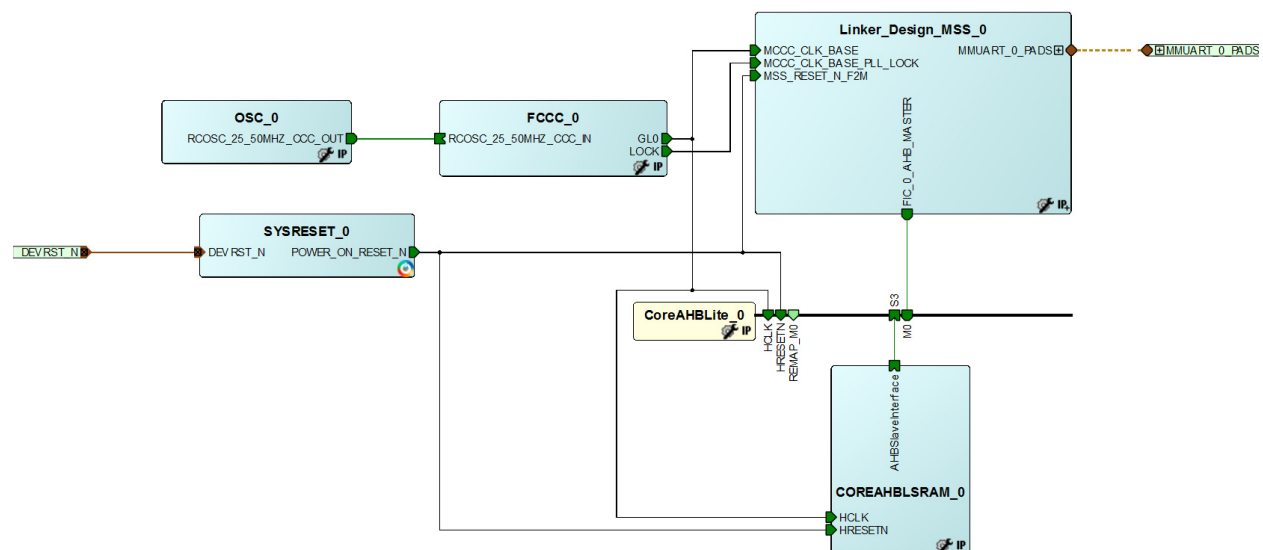 Linker_Design_MSS_0
MCCC_CLK_BASE
MMUART_0_PADS
MMUART_0_PADS
MCCC_CLK_BASE_PLL_LOCK
MSS_RESET_N_F2M
FIC_0_AHB_MASTER
IP
OSC_0
RCOSC_25_50MHZ_CCC_OUT
IP
FCCC_0
RCOSC_25_50MHZ_CCC_IN
GL0
LOCK
IP
SYSRESET_0
DEVRST_N
DEVRST_N
POWER_ON_RESET_N
CoreAHBLite_0
IP
HCLK
HRESETN
REMAP_M0
S3
M0
AHBSlaveInterface
COREAHBLSRAM_0
HCLK
HRESETN
IP